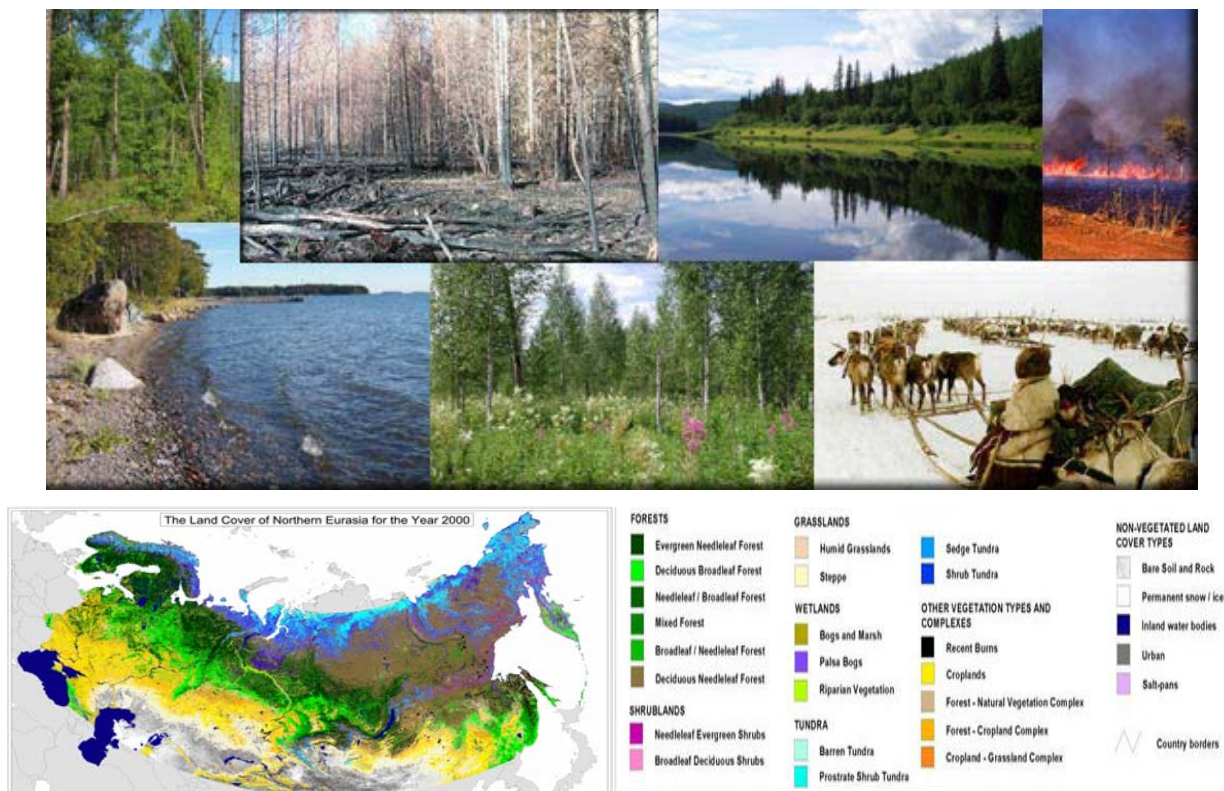 The Land Cover of Northern Eurasia for the Year 2000
FORESTS
Evergreen Needleleaf Forest
Deciduous Broadleaf Forest
Needleleaf / Broadleaf Forest
Mixed Forest
Broadleaf / Needleleaf Forest
Deciduous Needleleaf Forest
SHRUBLANDS
Needleleaf Evergreen Shrubs
Broadleaf Deciduous Shrubs
GRASSLANDS
Humid Grasslands
Steppe
WETLANDS
Bogs and Marsh
Palsa Bogs
Riparian Vegetation
TUNDRA
Barren Tundra
Prostrate Shrub Tundra
Sedge Tundra
Shrub Tundra
OTHER VEGETATION TYPES AND
COMPLEXES
Recent Burns
Croplands
Forest - Natural Vegetation Complex
Forest - Cropland Complex
Cropland - Grassland Complex
NON-VEGETATED LAND
COVER TYPES
Bare Soil and Rock
Permanent snow / ice
Inland water bodies
Urban
Salt-pans
Country borders